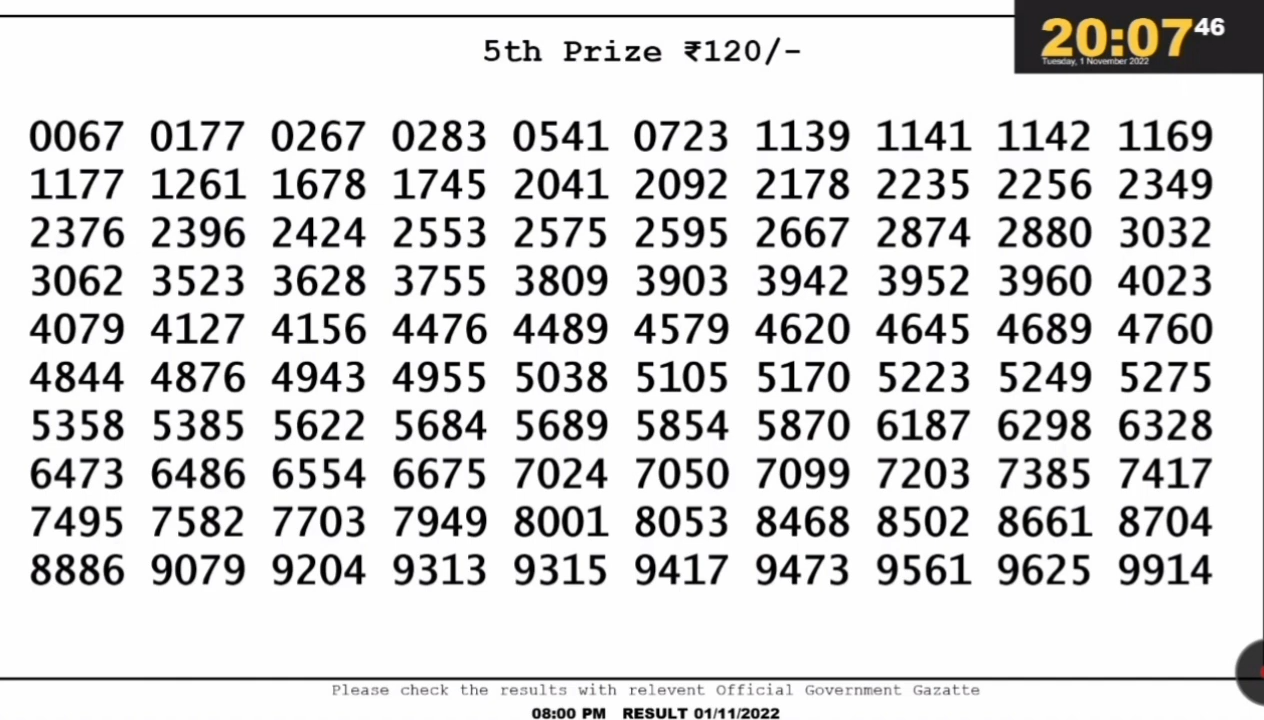 20:07 46
Tuesday, 1 November 2022
5th Prize ₹120/-
0067 0177 0267 0283 0541 0723 1139 1141 1142 1169
1177 1261 1678 1745 2041 2092 2178 2235 2256 2349
2376 2396 2424 2553 2575 2595 2667 2874 2880 3032
3062 3523 3628 3755 3809 3903 3942 3952 3960 4023
4079 4127 4156 4476 4489 4579 4620 4645 4689 4760
4844 4876 4943 4955 5038 5105 5170 5223 5249 5275
5358 5385 5622 5684 5689 5854 5870 6187 6298 6328
6473 6486 6554 6675 7024 7050 7099 7203 7385 7417
7495 7582 7703 7949 8001 8053 8468 8502 8661 8704
8886 9079 9204 9313 9315 9417 9473 9561 9625 9914
Please check the results with relevent Official Government Gazatte
08:00 PM RESULT 01/11/2022